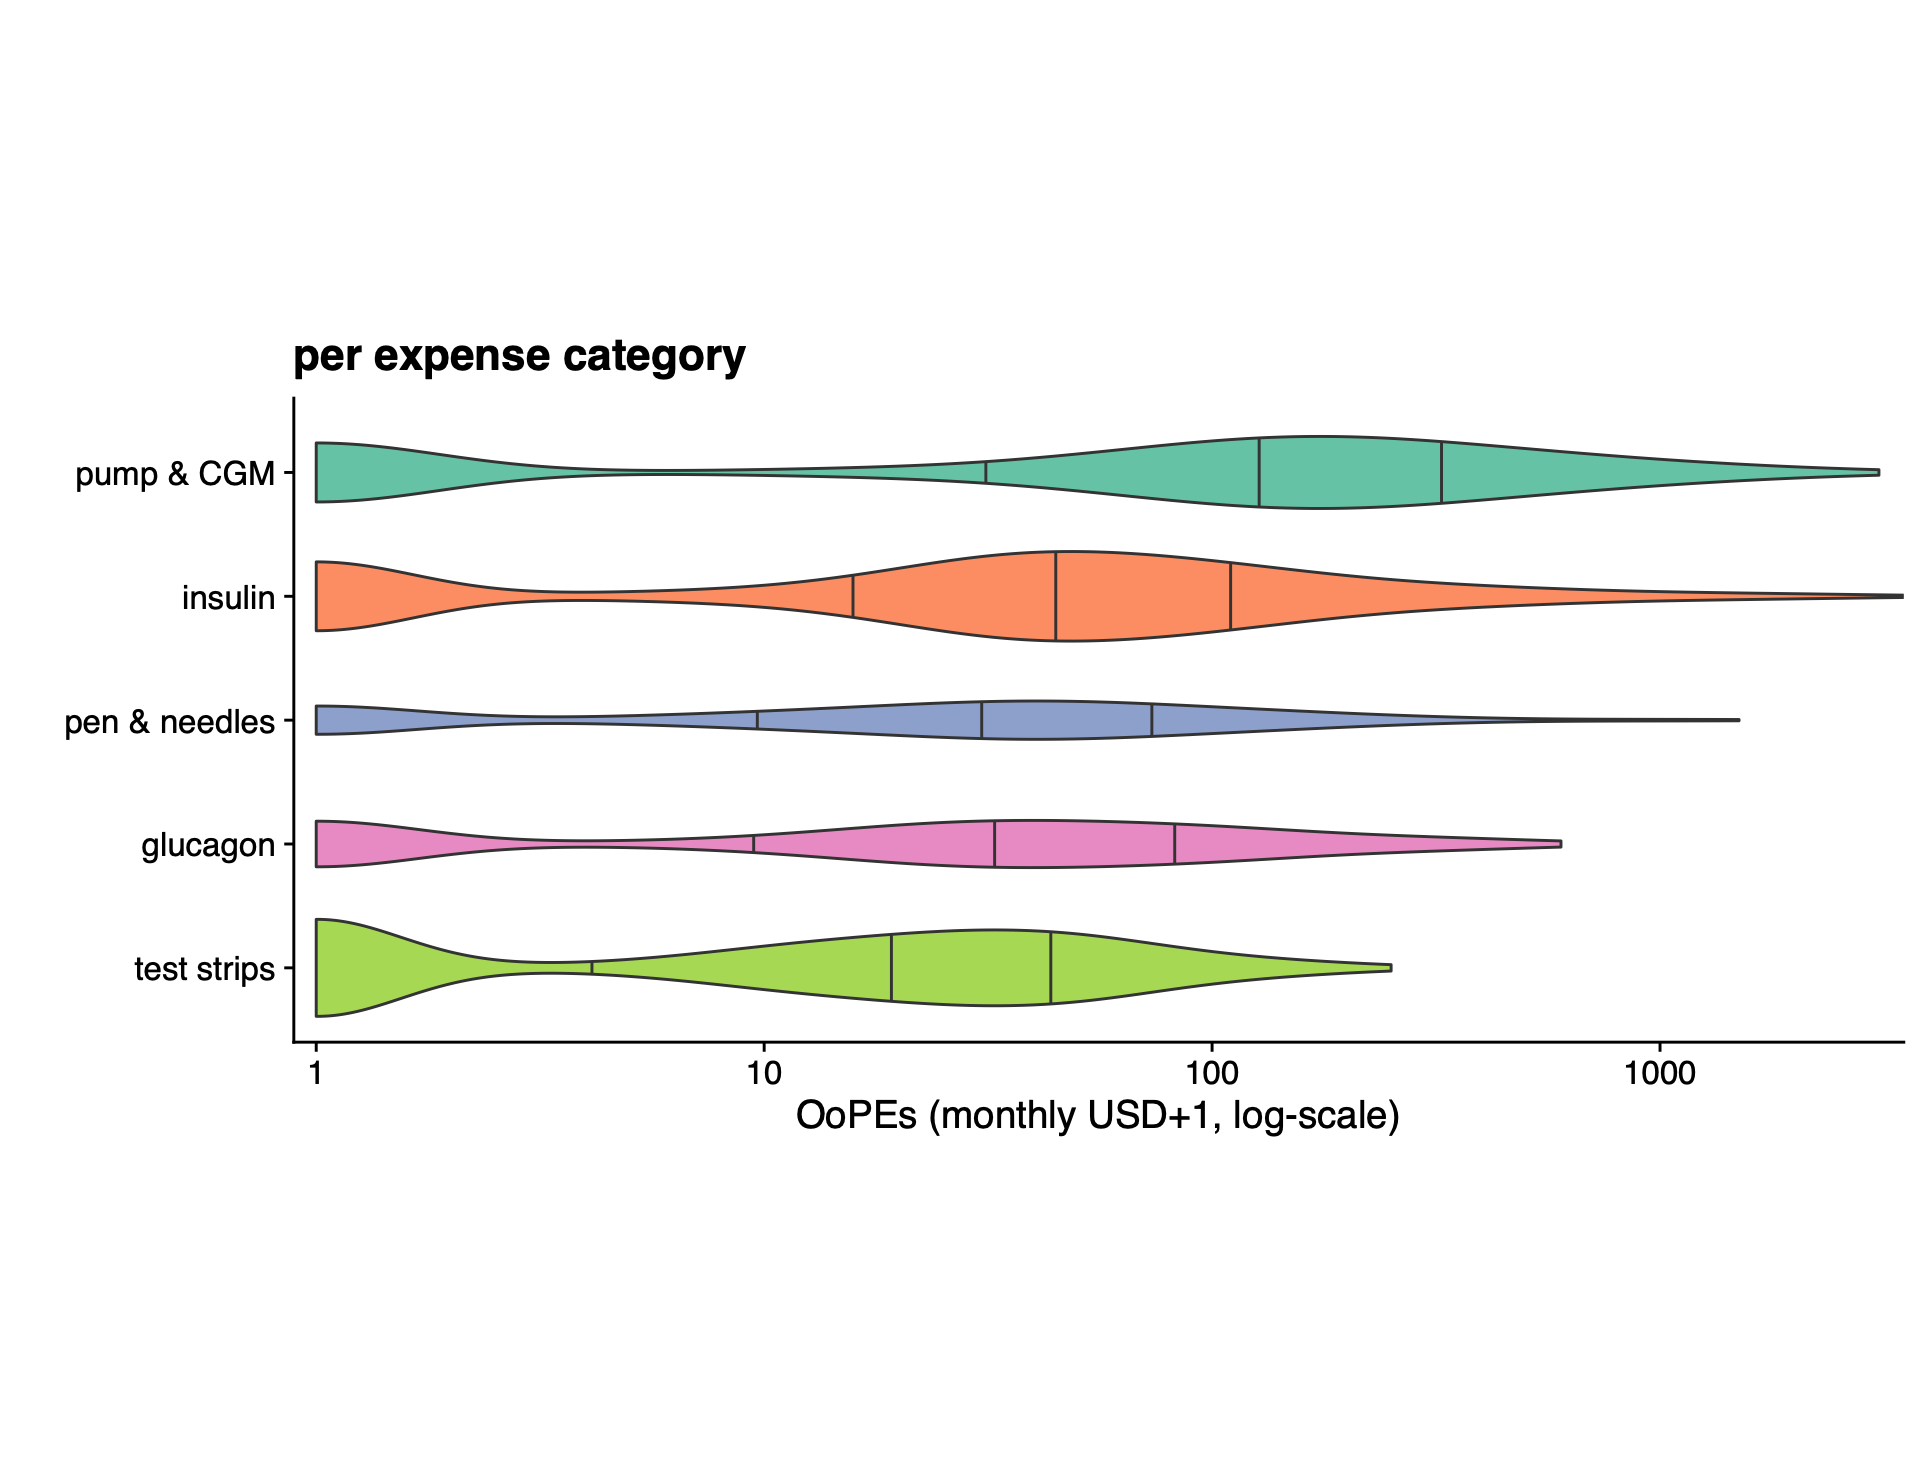 per expense category
pump & CGM
insulin
pen & needles
glucagon
test strips
1 10 100 1000
OoPEs (monthly USD+1, log-scale)